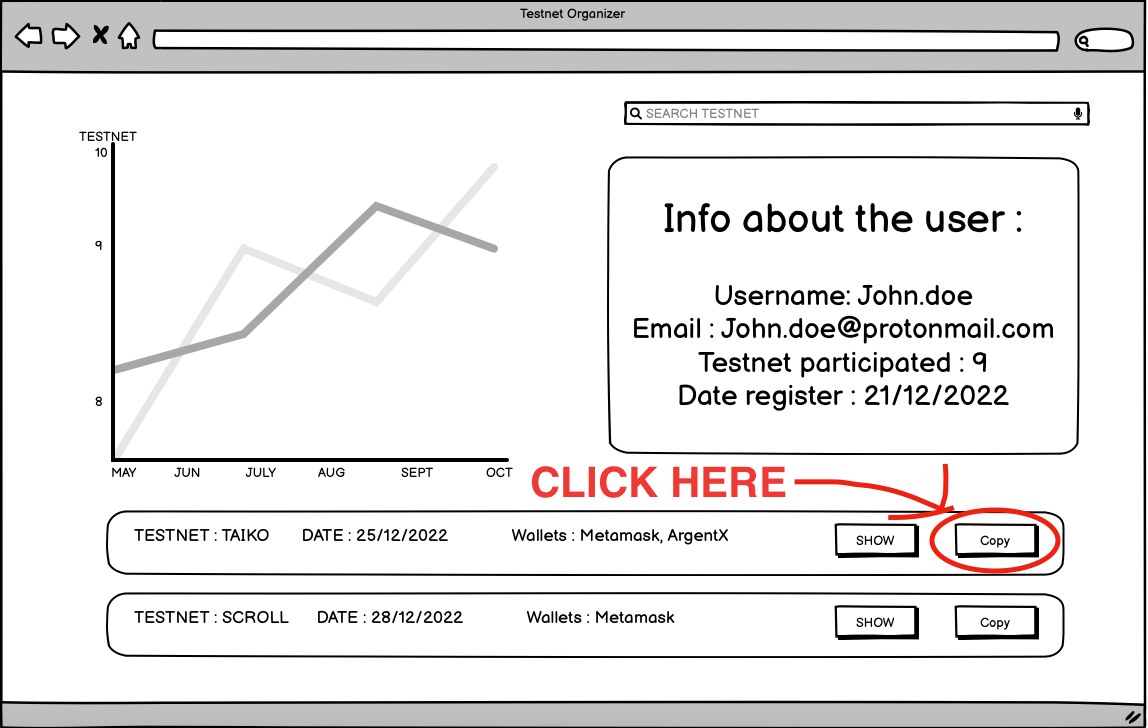 Testnet Organizer
SEARCH TESTNET
TESTNET
10
9
8
MAY JUN JULY AUG SEPT OCT
Info about the user :
Username: John.doe
Email : John.doe@protonmail.com
Testnet participated : 9
Date register : 21/12/2022
CLICK HERE
TESTNET : TAIKO DATE : 25/12/2022 Wallets : Metamask, ArgentX SHOW Copy
TESTNET : SCROLL DATE : 28/12/2022 Wallets : Metamask SHOW Copy